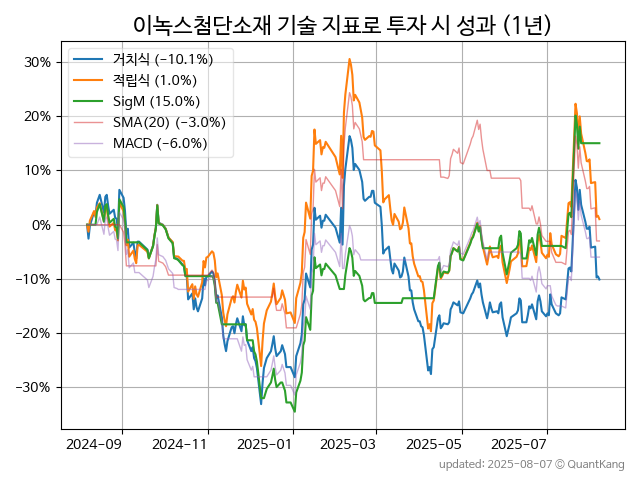 이녹스첨단소재 기술 지표로 투자 시 성과 (1년)
거치식 (−10.1%)
적립식 (1.0%)
SigM (15.0%)
SMA(20) (−3.0%)
MACD (−6.0%)
30%
20%
10%
0%
−10%
−20%
−30%
2024-09 2024-11 2025-01 2025-03 2025-05 2025-07
updated: 2025-08-07 © QuantKang